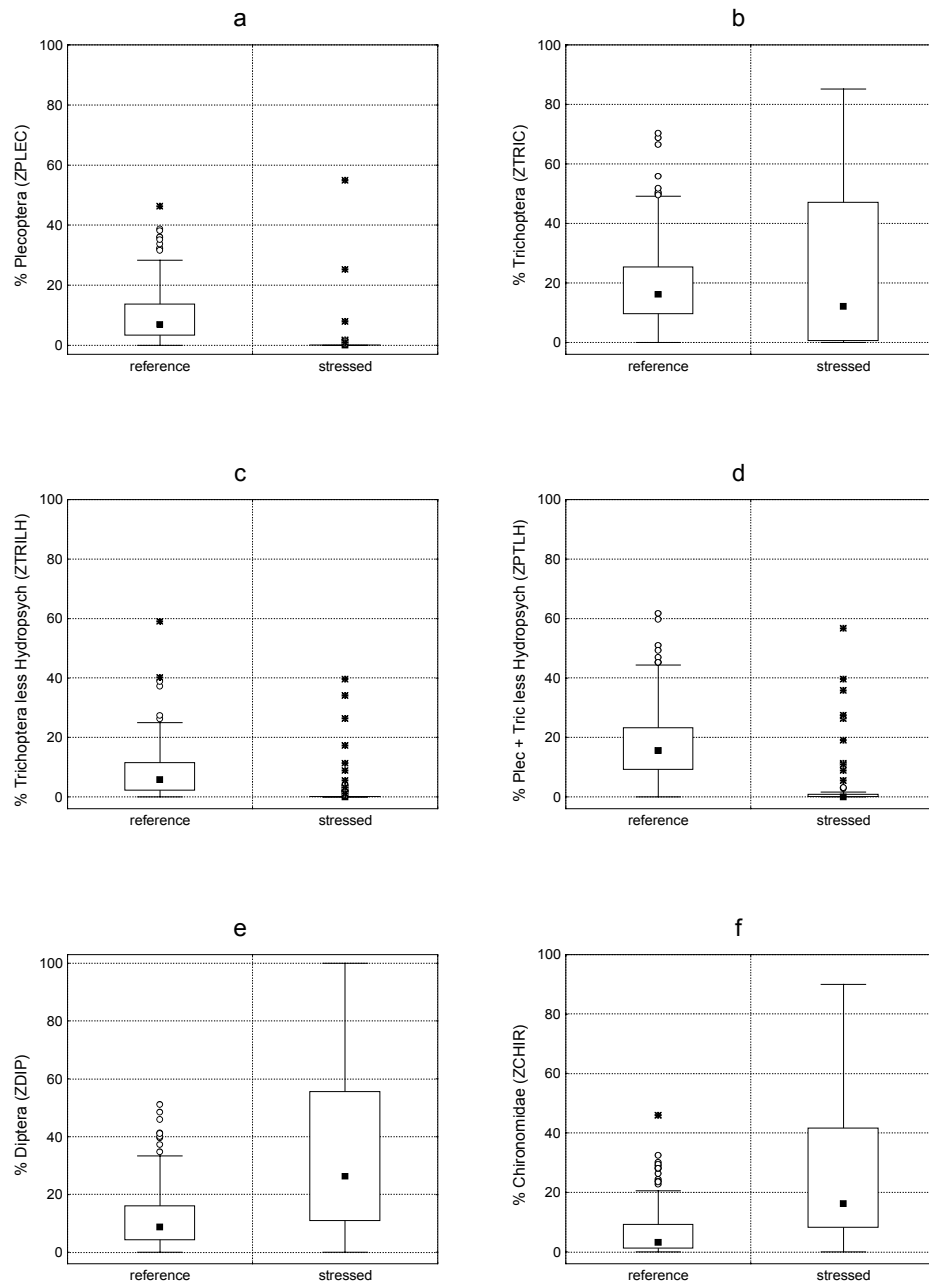 a
% Plecoptera (ZPLEC)
100
80
60
40
20
0
reference stressed
b
% Trichoptera (ZTRIC)
100
80
60
40
20
0
reference stressed
c
% Trichoptera less Hydropsych (ZTRILH)
100
80
60
40
20
0
reference stressed
d
% Plec + Tric less Hydropsych (ZPTLH)
100
80
60
40
20
0
reference stressed
e
% Diptera (ZDIP)
100
80
60
40
20
0
reference stressed
f
% Chironomidae (ZCHIR)
100
80
60
40
20
0
reference stressed